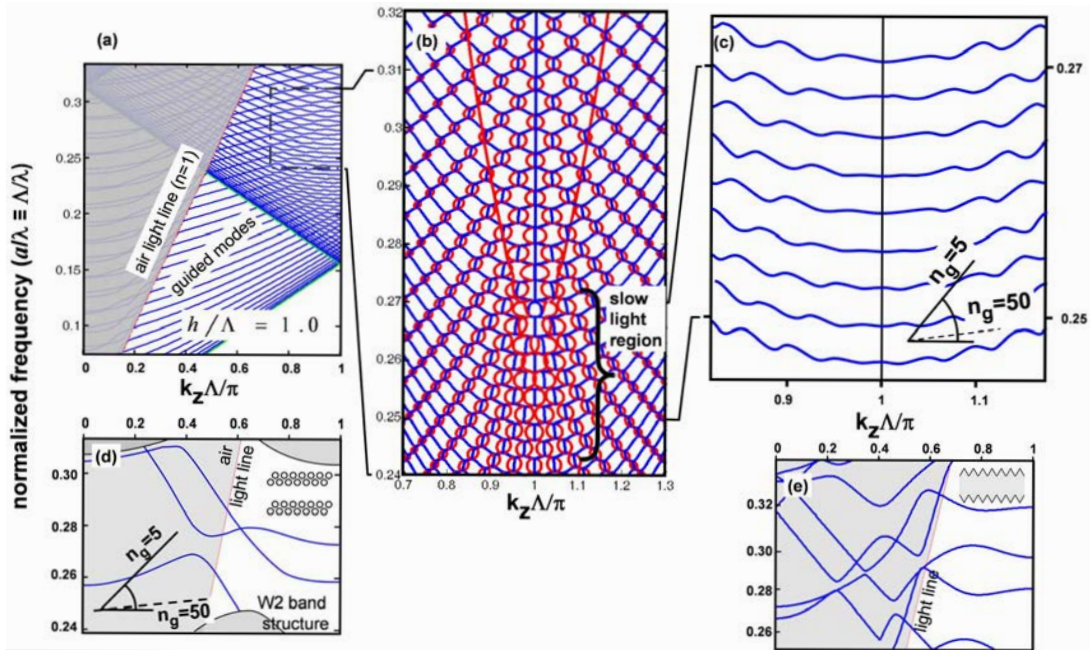 normalized frequency (a/λ ≡ Λ/λ)
(a)
0.3
0.25
0.2
0.15
0.1
air light line (n=1)
guided modes
h/Λ = 1.0
0 0.2 0.4 0.6 0.8 1
k_zΛ/π
(b)
0.32
0.31
0.3
0.29
0.28
0.27
0.26
0.25
0.24
slow
light
region
0.7 0.8 0.9 1 1.1 1.2 1.3
k_zΛ/π
(c)
0.27
0.25
n_g=5
n_g=50
0.9 1 1.1
k_zΛ/π
0 0.2 0.4 0.6 0.8 1
(d)
0.30
0.28
0.26
0.24
air
light line
n_g=5
n_g=50
W2 band
structure
0 0.2 0.4 0.6 0.8 1
(e)
0.32
0.30
0.28
0.26
light line